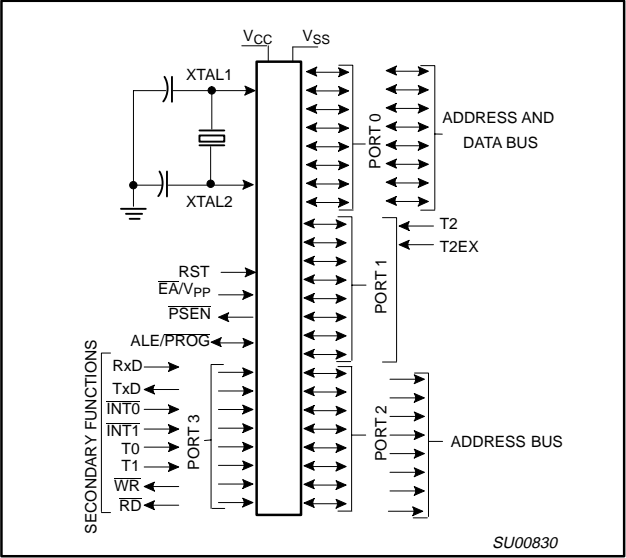 VCC VSS
XTAL1
XTAL2
PORT 0
ADDRESS AND
DATA BUS
T2
T2EX
PORT 1
RST
EA/VPP
PSEN
ALE/PROG
SECONDARY FUNCTIONS
RxD
TxD
INT0
INT1
T0
T1
WR
RD
PORT 3
PORT 2
ADDRESS BUS
SU00830